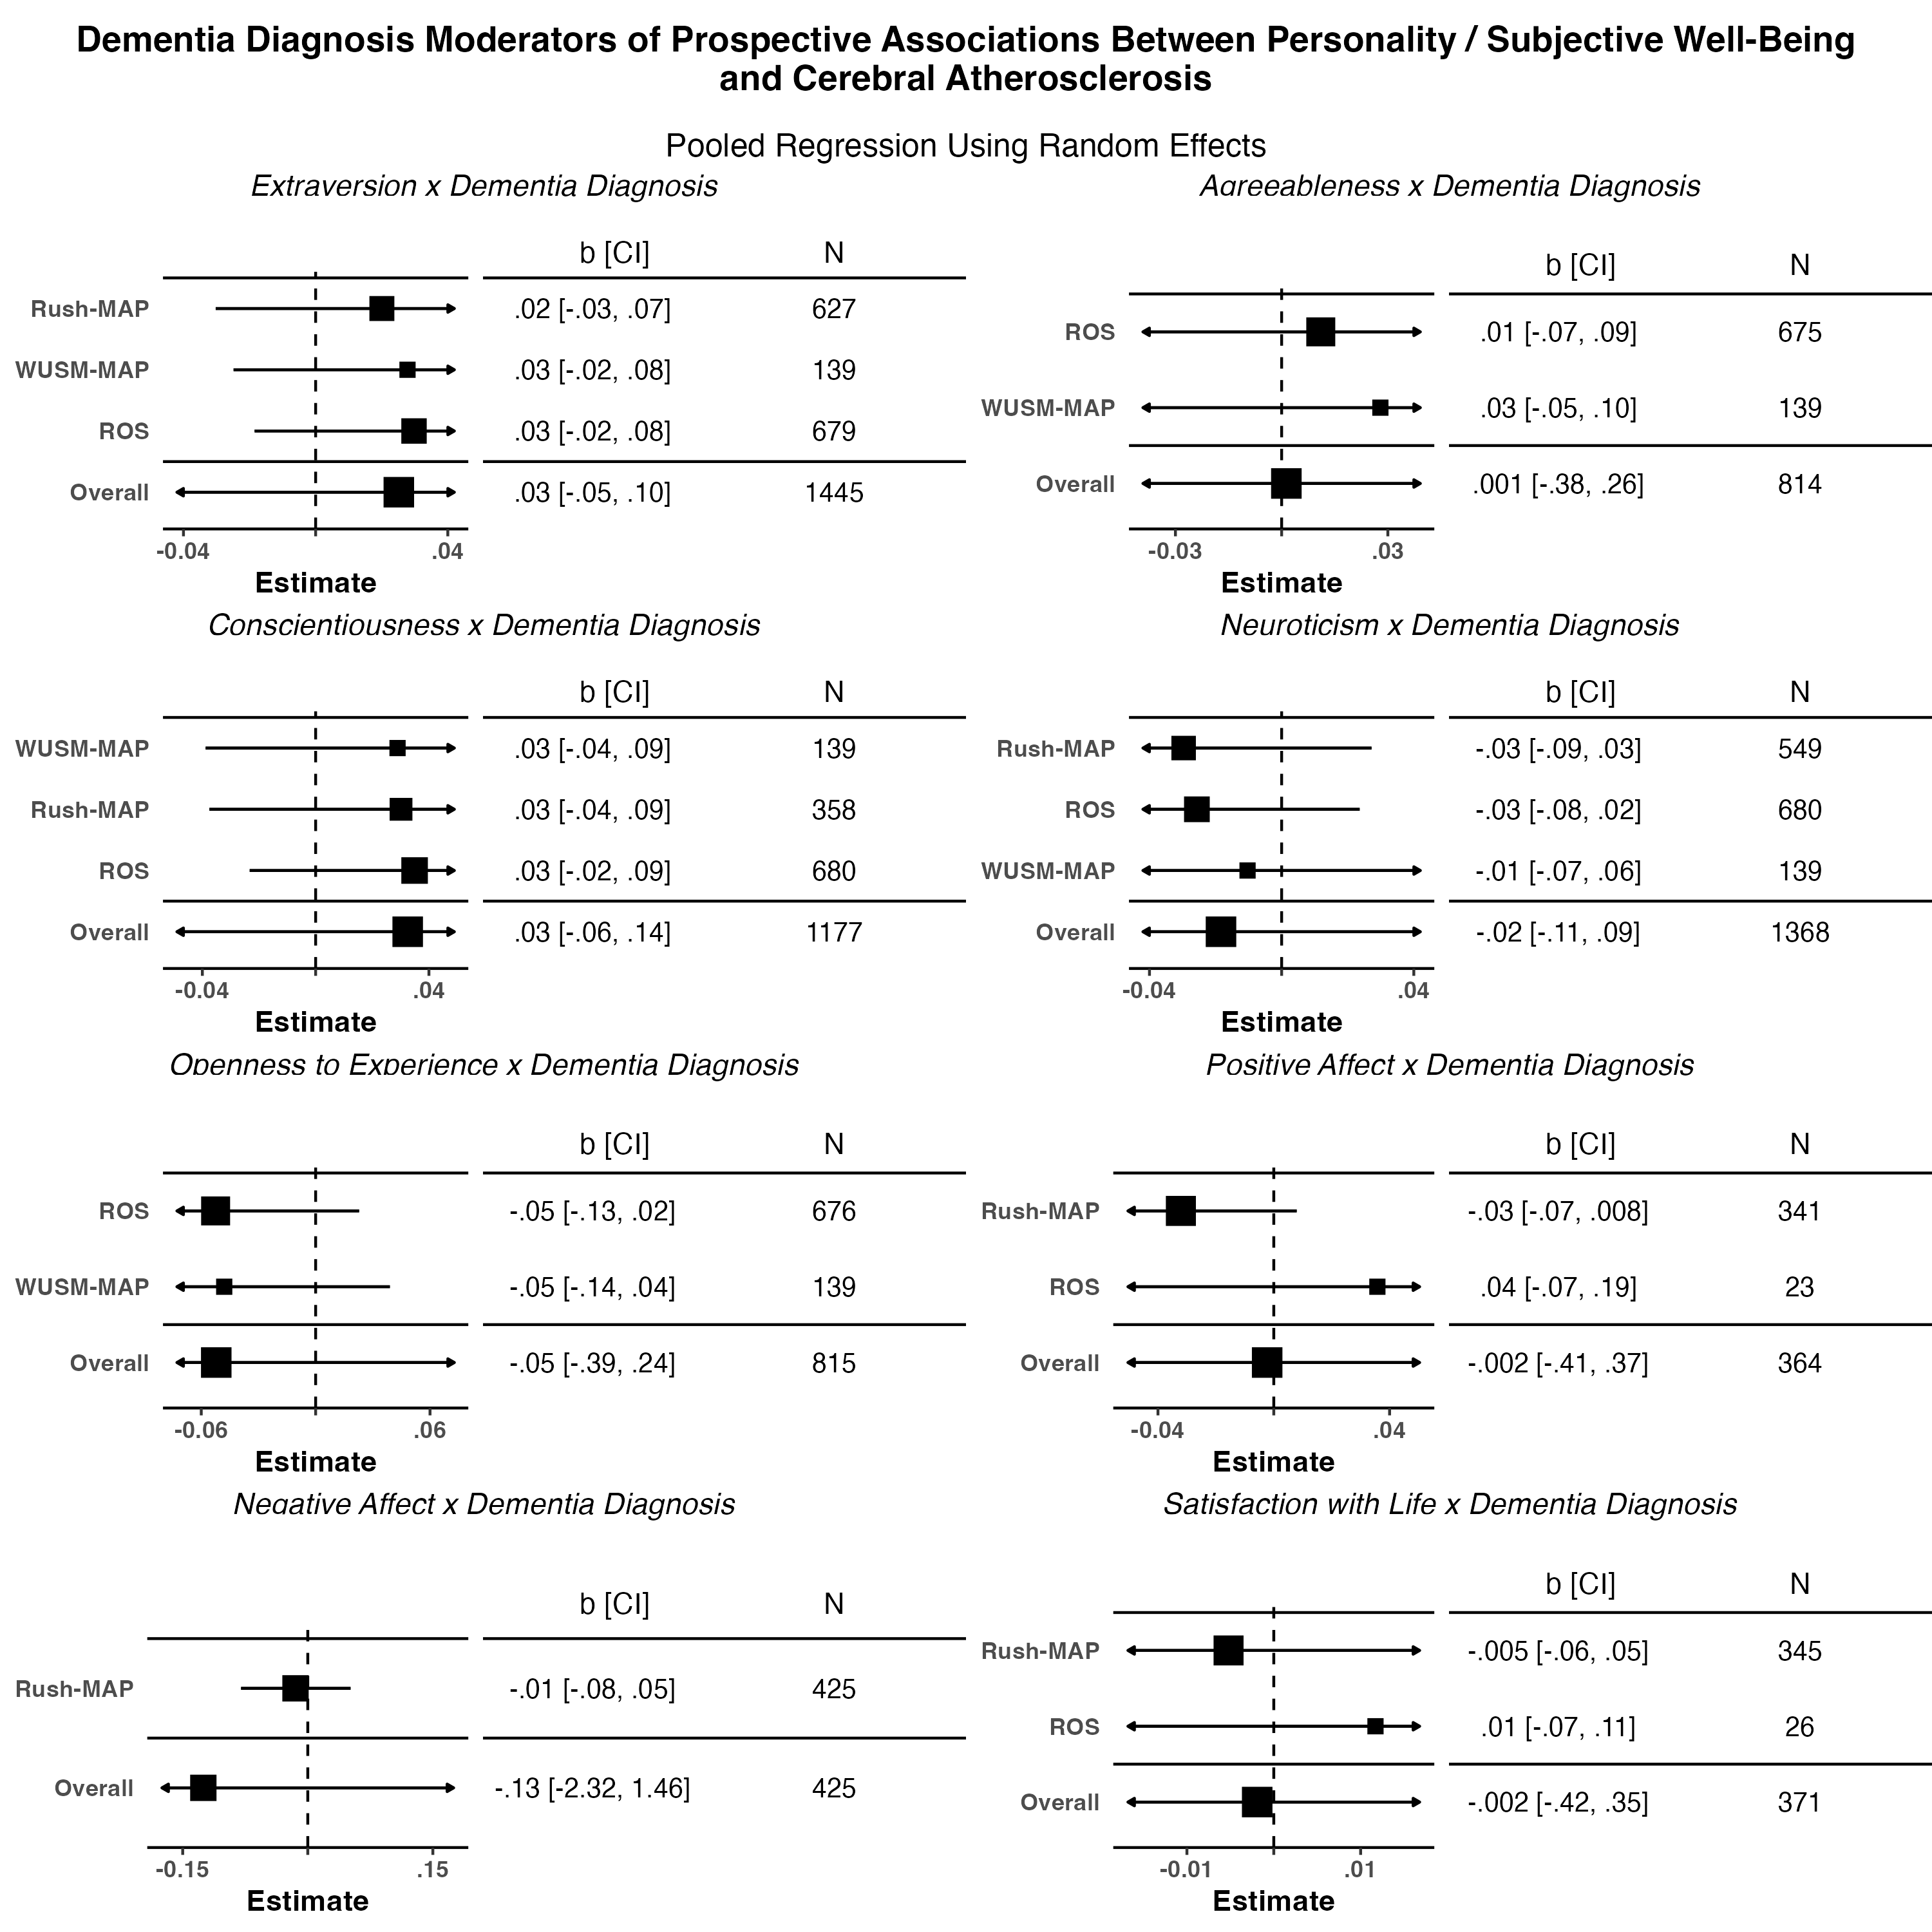 Dementia Diagnosis Moderators of Prospective Associations Between Personality / Subjective Well-Being
and Cerebral Atherosclerosis
Pooled Regression Using Random Effects
Extraversion x Dementia Diagnosis
b [CI] N
Rush-MAP .02 [-.03, .07] 627
WUSM-MAP .03 [-.02, .08] 139
ROS .03 [-.02, .08] 679
Overall .03 [-.05, .10] 1445
-0.04 .04
Estimate
Agreeableness x Dementia Diagnosis
b [CI] N
ROS .01 [-.07, .09] 675
WUSM-MAP .03 [-.05, .10] 139
Overall .001 [-.38, .26] 814
-0.03 .03
Estimate
Conscientiousness x Dementia Diagnosis
b [CI] N
WUSM-MAP .03 [-.04, .09] 139
Rush-MAP .03 [-.04, .09] 358
ROS .03 [-.02, .09] 680
Overall .03 [-.06, .14] 1177
-0.04 .04
Estimate
Neuroticism x Dementia Diagnosis
b [CI] N
Rush-MAP -.03 [-.09, .03] 549
ROS -.03 [-.08, .02] 680
WUSM-MAP -.01 [-.07, .06] 139
Overall -.02 [-.11, .09] 1368
-0.04 .04
Estimate
Openness to Experience x Dementia Diagnosis
b [CI] N
ROS -.05 [-.13, .02] 676
WUSM-MAP -.05 [-.14, .04] 139
Overall -.05 [-.39, .24] 815
-0.06 .06
Estimate
Positive Affect x Dementia Diagnosis
b [CI] N
Rush-MAP -.03 [-.07, .008] 341
ROS .04 [-.07, .19] 23
Overall -.002 [-.41, .37] 364
-0.04 .04
Estimate
Negative Affect x Dementia Diagnosis
b [CI] N
Rush-MAP -.01 [-.08, .05] 425
Overall -.13 [-2.32, 1.46] 425
-0.15 .15
Estimate
Satisfaction with Life x Dementia Diagnosis
b [CI] N
Rush-MAP -.005 [-.06, .05] 345
ROS .01 [-.07, .11] 26
Overall -.002 [-.42, .35] 371
-0.01 .01
Estimate